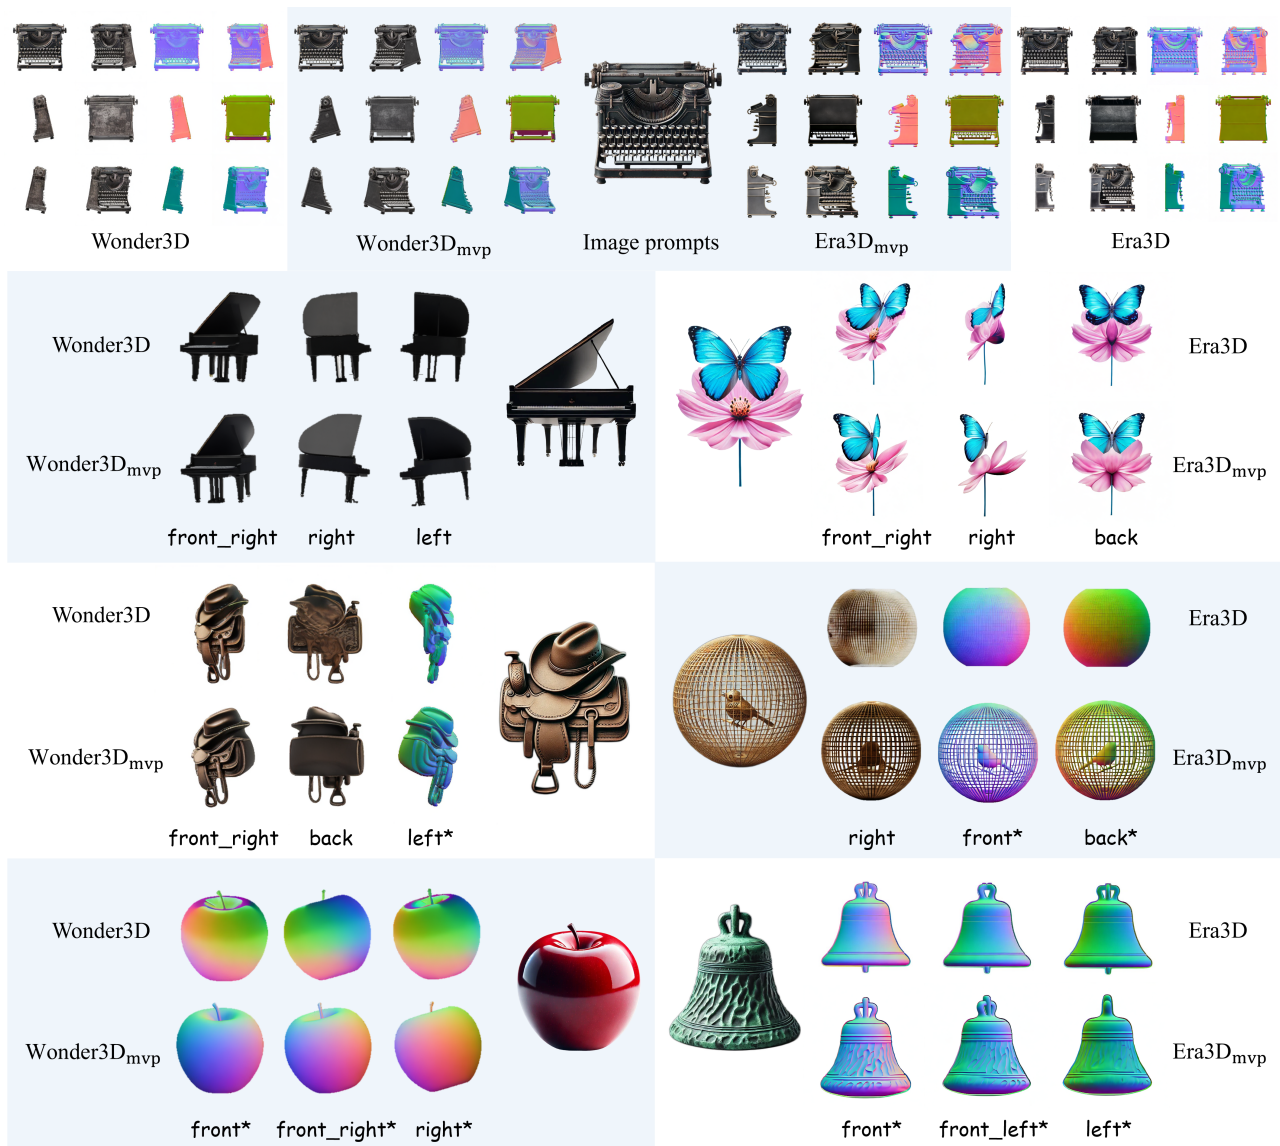 Wonder3D
Wonder3Dmvp
Image prompts
Era3Dmvp
Era3D
Wonder3D
Wonder3Dmvp
front_right
right
left
Era3D
Era3Dmvp
front_right
right
back
Wonder3D
Wonder3Dmvp
front_right
back
left*
Era3D
Era3Dmvp
right
front*
back*
Wonder3D
Wonder3Dmvp
front*
front_right*
right*
Era3D
Era3Dmvp
front*
front_left*
left*